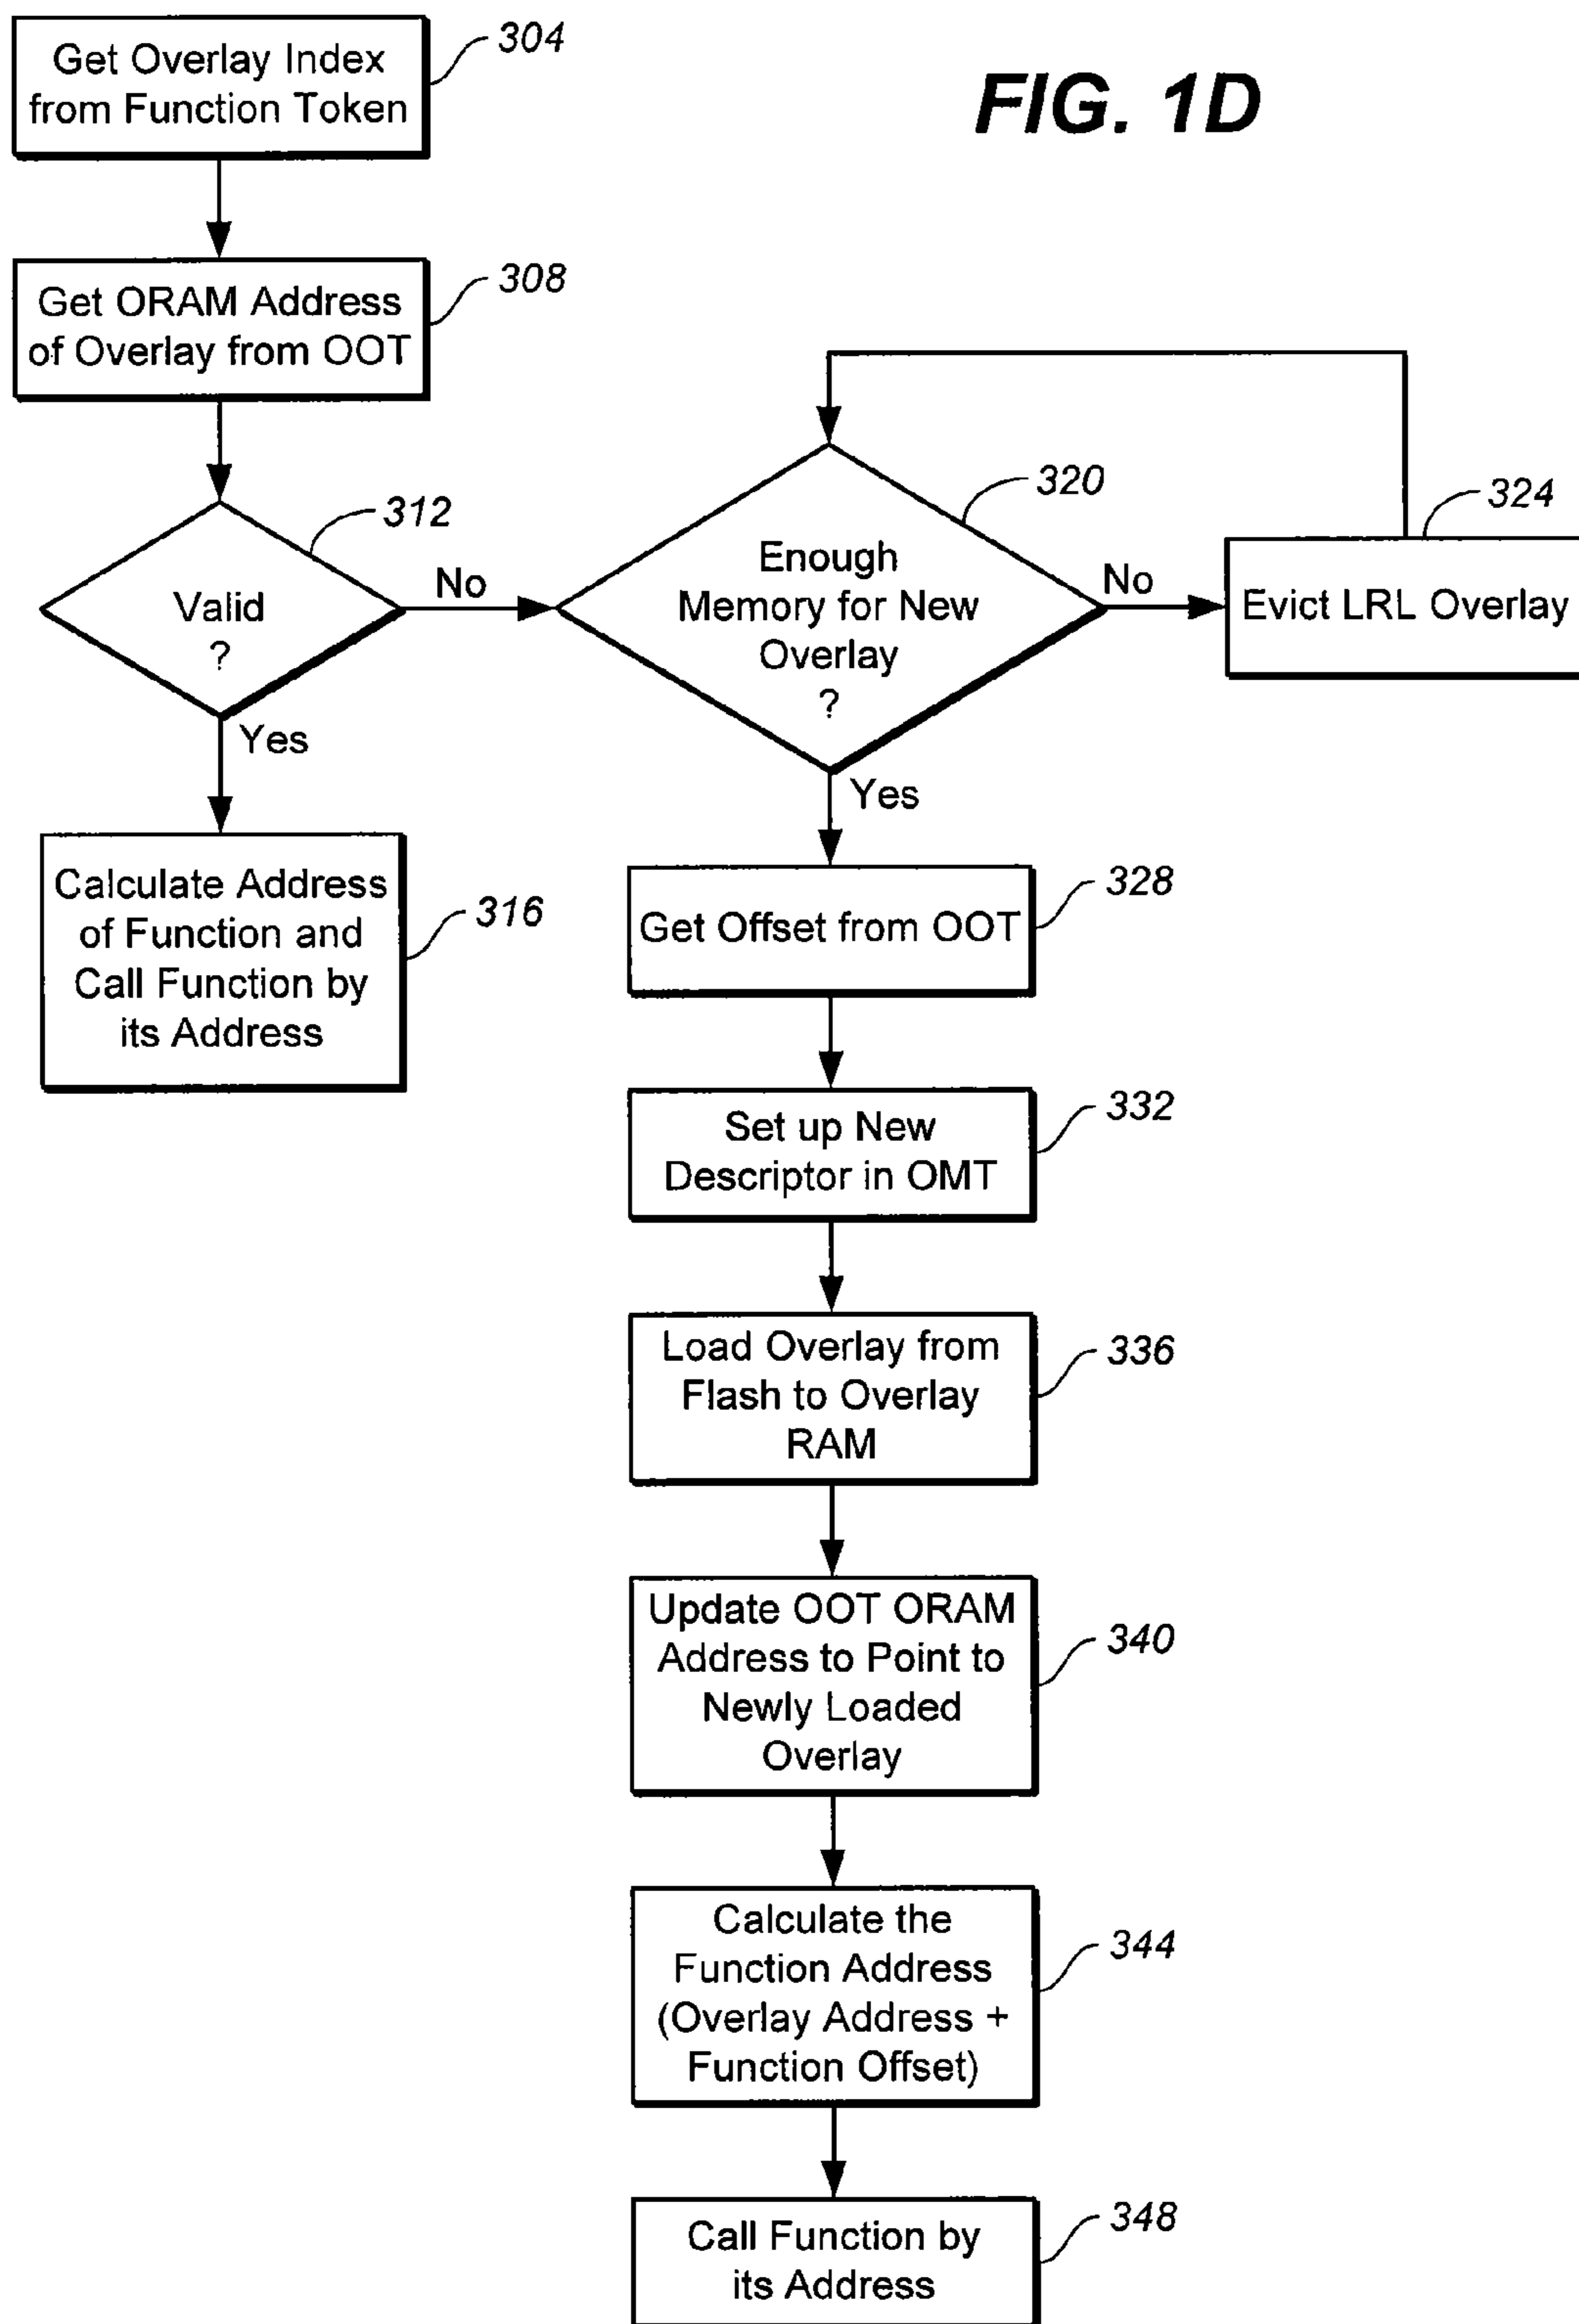 FIG. 1D
304
Get Overlay Index
from Function Token
308
Get ORAM Address
of Overlay from OOT
312
Valid
?
No
Yes
316
Calculate Address
of Function and
Call Function by
its Address
320
Enough
Memory for New
Overlay
?
No
Yes
324
Evict LRL Overlay
328
Get Offset from OOT
332
Set up New
Descriptor in OMT
336
Load Overlay from
Flash to Overlay
RAM
340
Update OOT ORAM
Address to Point to
Newly Loaded
Overlay
344
Calculate the
Function Address
(Overlay Address +
Function Offset)
348
Call Function by
its Address